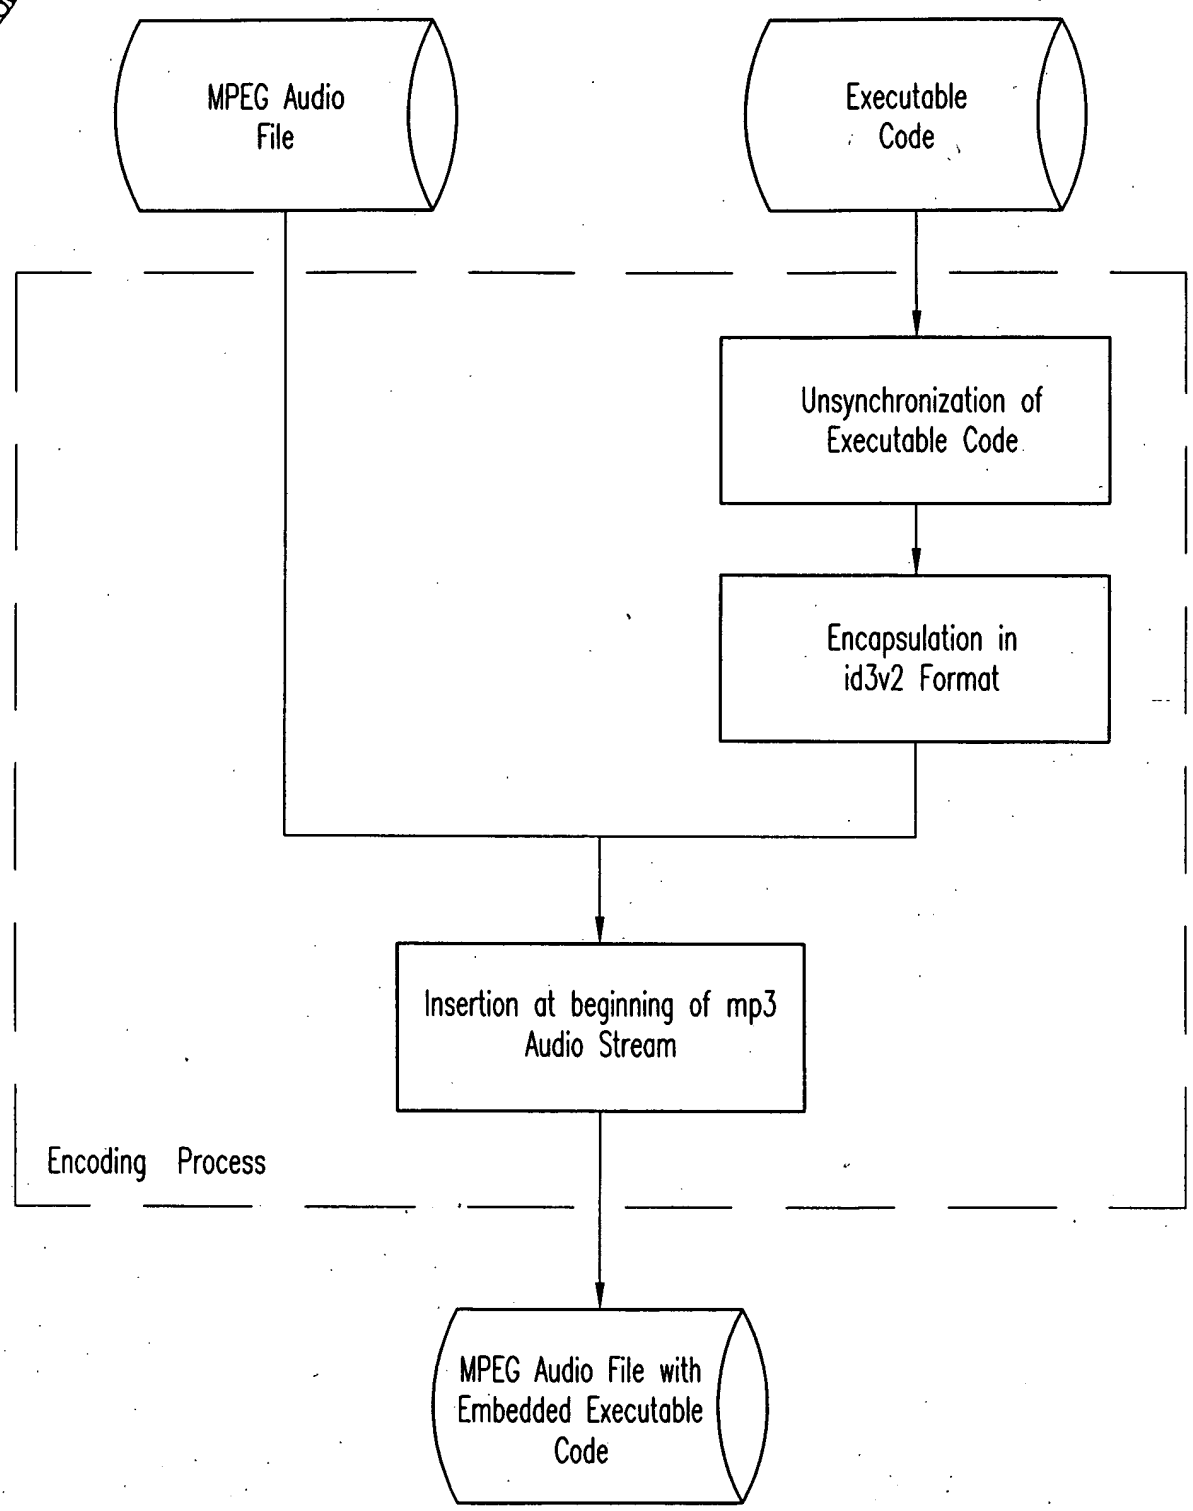 MPEG Audio
File
Executable
Code
Unsynchronization of
Executable Code
Encapsulation in
id3v2 Format
Insertion at beginning of mp3
Audio Stream
Encoding Process
MPEG Audio File with
Embedded Executable
Code